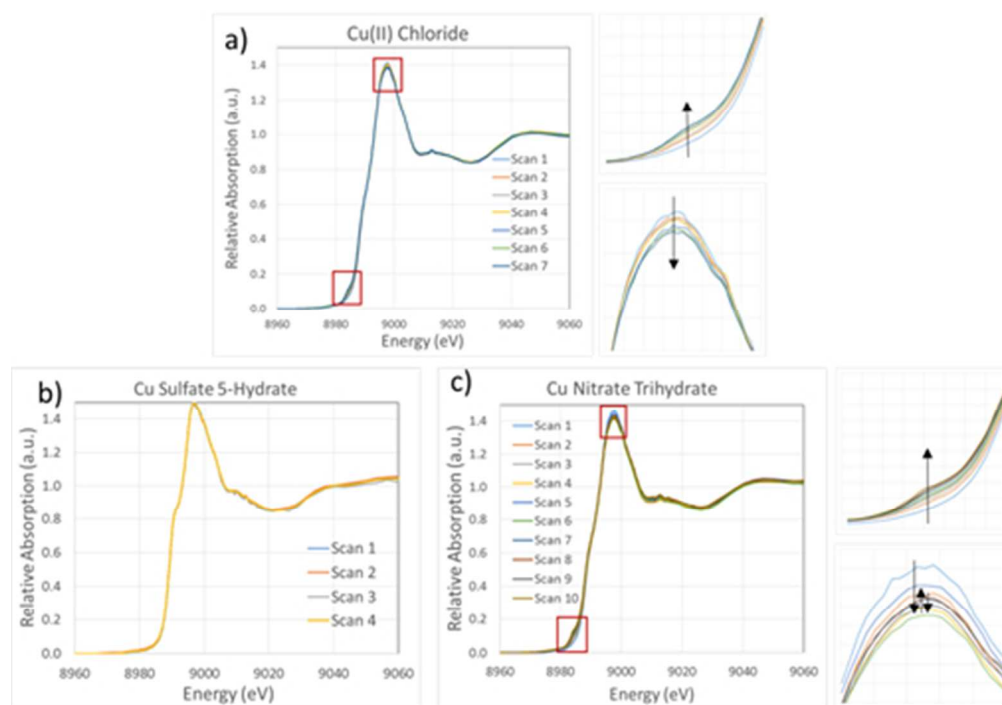 a)
Cu(II) Chloride
Relative Absorption (a.u.)
1.4
1.2
1.0
0.8
0.6
0.4
0.2
0.0
Scan 1
Scan 2
Scan 3
Scan 4
Scan 5
Scan 6
Scan 7
8960 8980 9000 9020 9040 9060
Energy (eV)
b)
Cu Sulfate 5-Hydrate
Relative Absorption (a.u.)
1.4
1.2
1.0
0.8
0.6
0.4
0.2
0.0
Scan 1
Scan 2
Scan 3
Scan 4
8960 8980 9000 9020 9040 9060
Energy (eV)
c)
Cu Nitrate Trihydrate
Relative Absorption (a.u.)
1.4
1.2
1.0
0.8
0.6
0.4
0.2
0.0
Scan 1
Scan 2
Scan 3
Scan 4
Scan 5
Scan 6
Scan 7
Scan 8
Scan 9
Scan 10
8960 8980 9000 9020 9040 9060
Energy (eV)